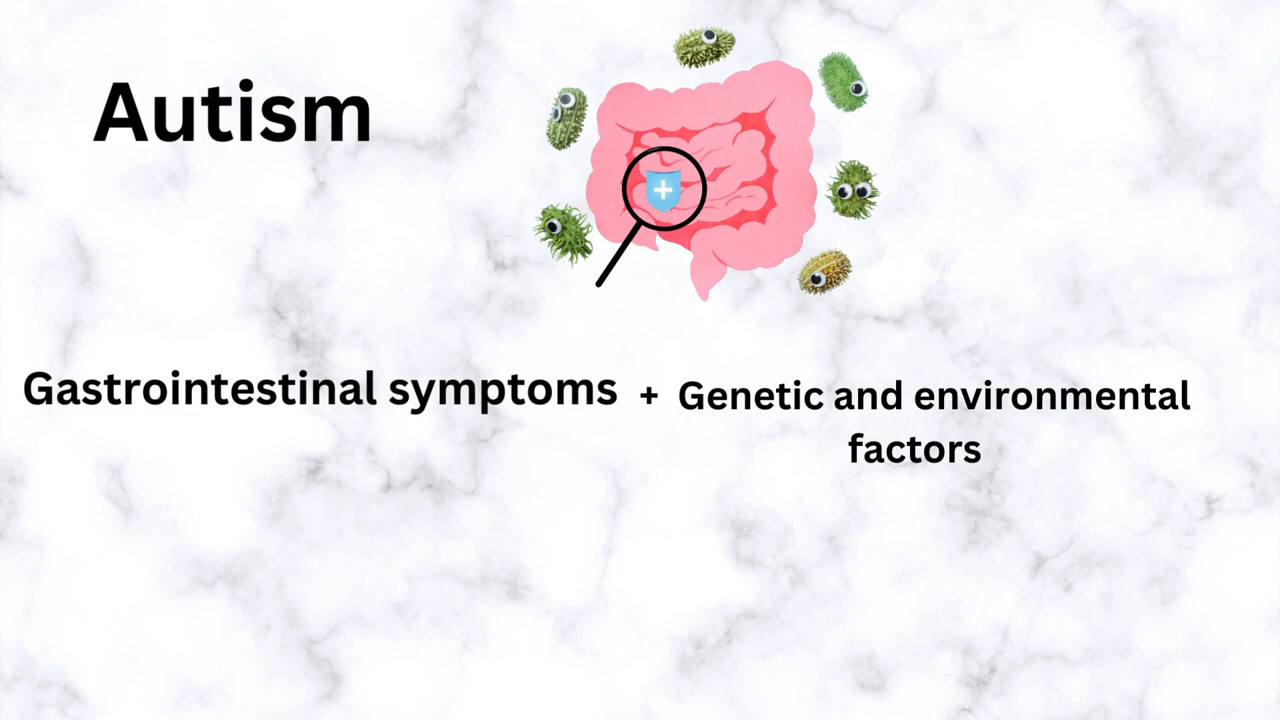 Autism
Gastrointestinal symptoms + Genetic and environmental
factors